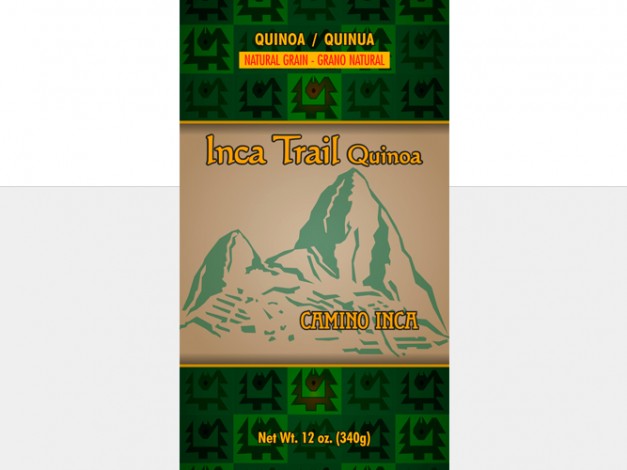 QUINOA / QUINUA
NATURAL GRAIN - GRANO NATURAL
Inca Trail Quinoa
CAMINO INCA
Net Wt. 12 oz. (340g)